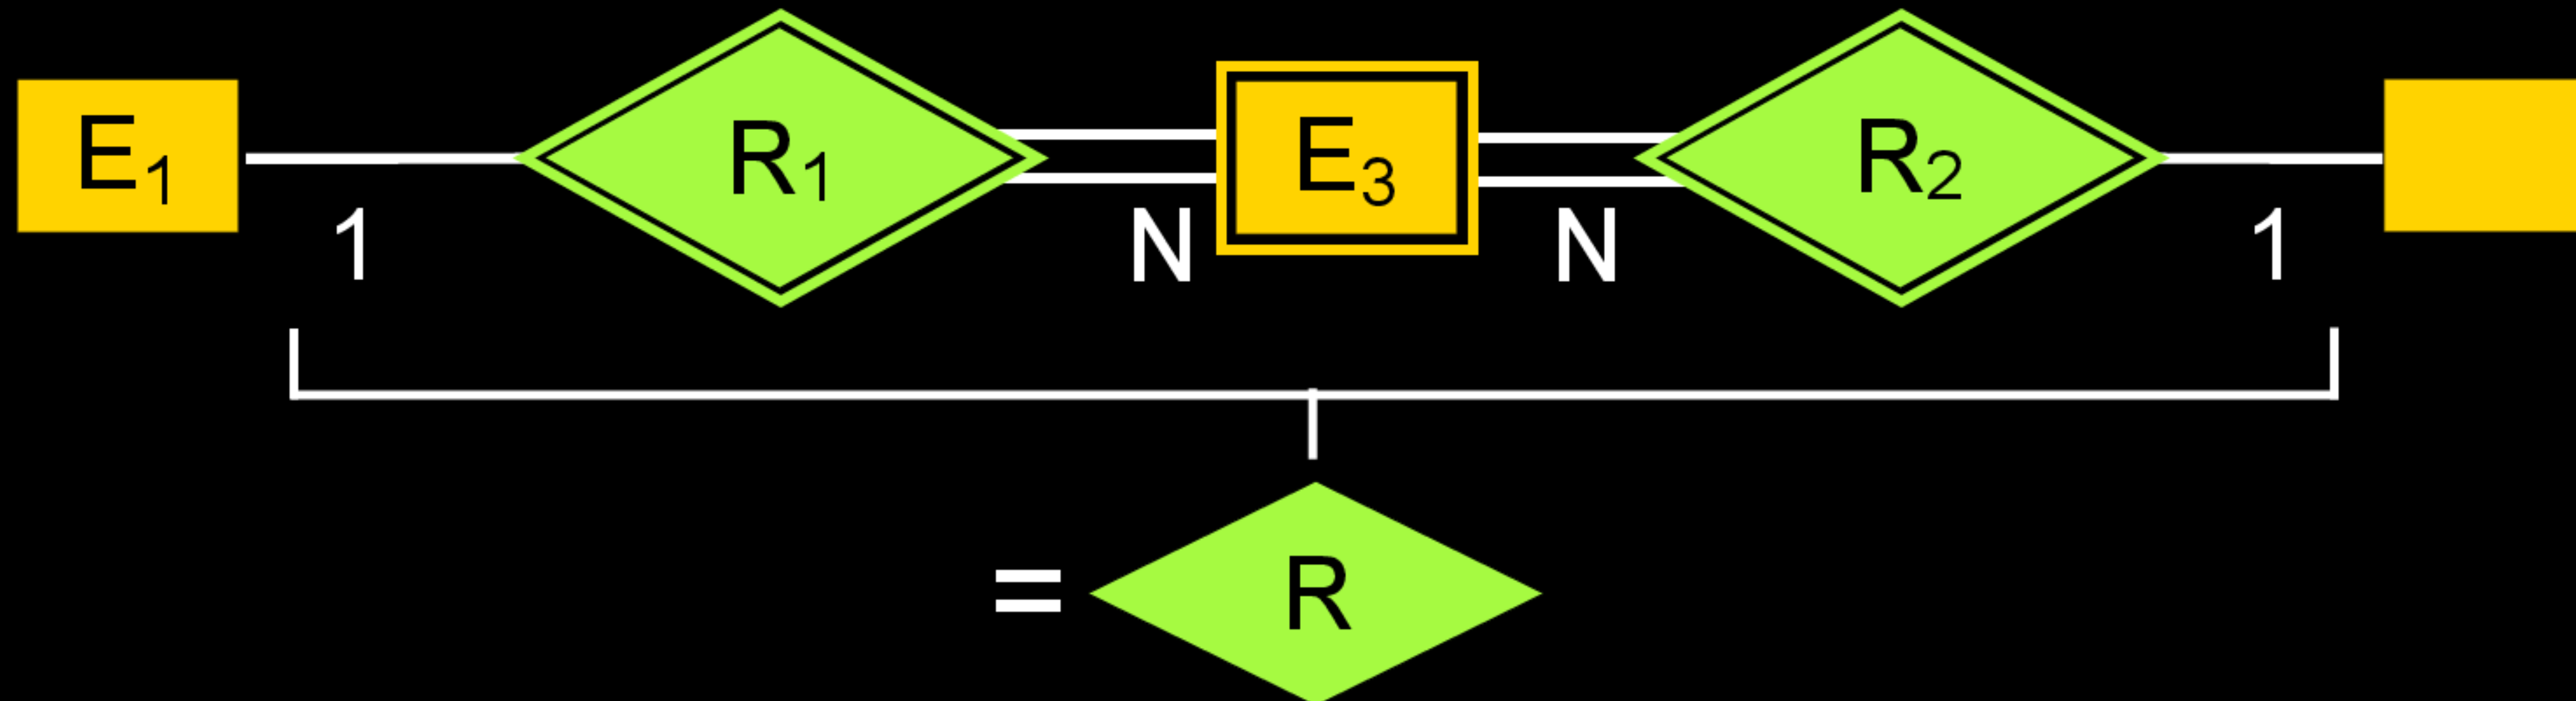 E₁ R₁ E₃ R₂
1 N N 1
= R